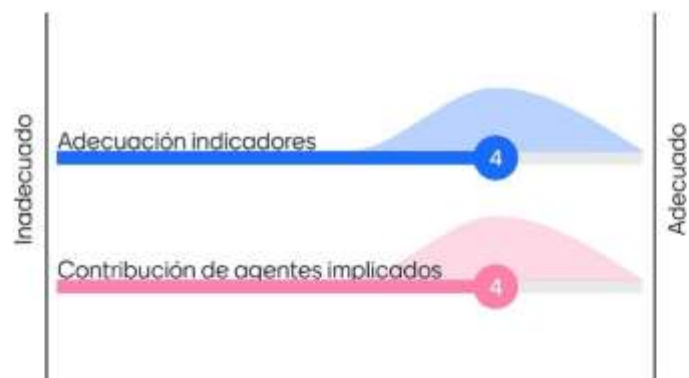 Inadecuado
Adecuación indicadores
4
Contribución de agentes implicados
4
Adecuado